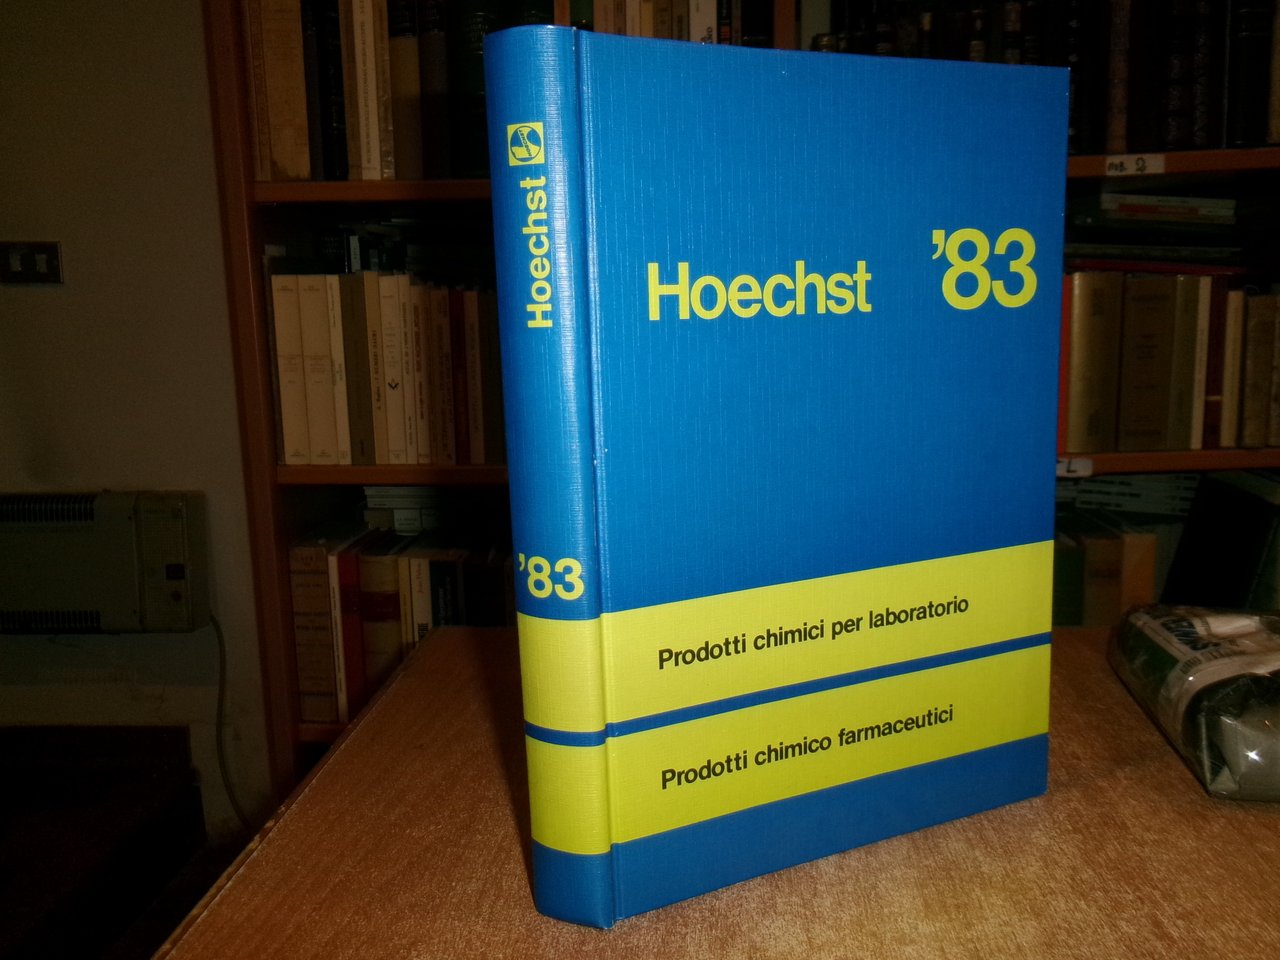 Hoechst
'83
Hoechst '83
Prodotti chimici per laboratorio
Prodotti chimico farmaceutici